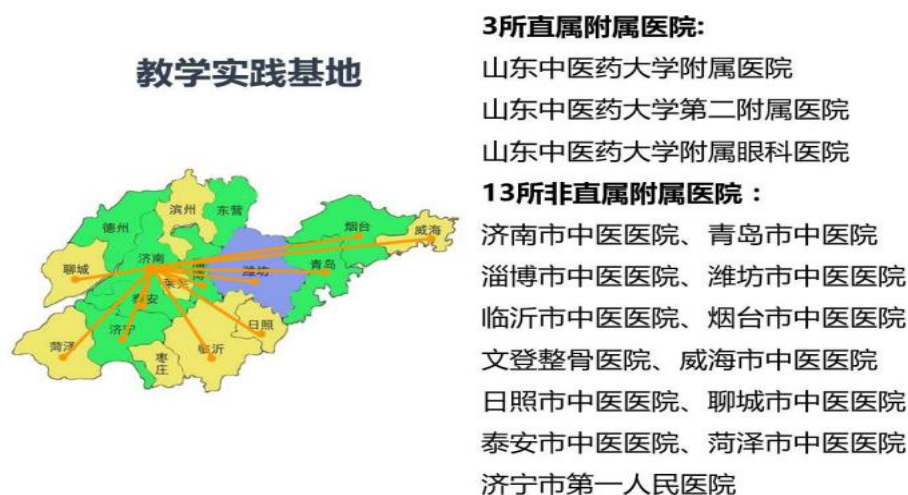 教学实践基地
3所直属附属医院:
山东中医药大学附属医院
山东中医药大学第二附属医院
山东中医药大学附属眼科医院
13所非直属附属医院：
济南市中医医院、青岛市中医院
淄博市中医医院、潍坊市中医院
临沂市中医医院、烟台市中医医院
文登整骨医院、威海市中医医院
日照市中医医院、聊城市中医医院
泰安市中医医院、菏泽市中医医院
济宁市第一人民医院
滨州
东营
德州
烟台
威海
济南
聊城
潍坊
青岛
泰安
济宁
日照
菏泽
枣庄
临沂